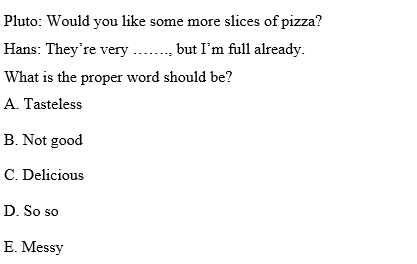 Pluto: Would you like some more slices of pizza?
Hans: They're very ......., but I'm full already.
What is the proper word should be?
A. Tasteless
B. Not good
C. Delicious
D. So so
E. Messy